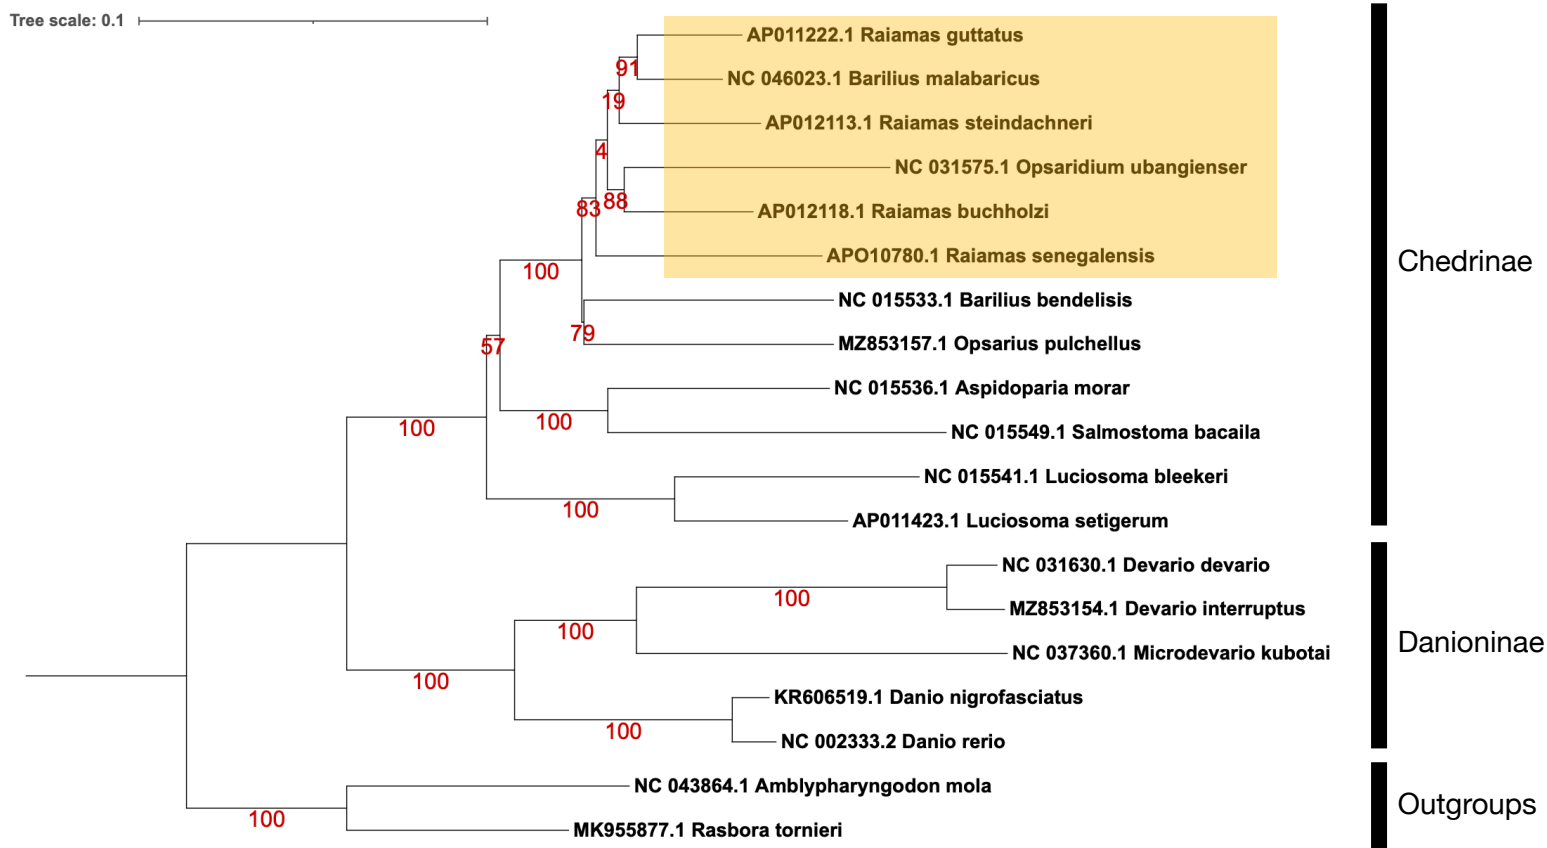 Tree scale: 0.1
AP011222.1 Raiamas guttatus
91
NC 046023.1 Barilius malabaricus
19
AP012113.1 Raiamas steindachneri
4
NC 031575.1 Opsaridium ubangienser
88
83
AP012118.1 Raiamas buchholzi
APO10780.1 Raiamas senegalensis
Chedrinae
100
NC 015533.1 Barilius bendelisis
79
MZ853157.1 Opsarius pulchellus
57
NC 015536.1 Aspidoparia morar
100
100
NC 015549.1 Salmostoma bacaila
NC 015541.1 Luciosoma bleekeri
100
AP011423.1 Luciosoma setigerum
NC 031630.1 Devario devario
100
MZ853154.1 Devario interruptus
100
Danioninae
NC 037360.1 Microdevario kubotai
100
KR606519.1 Danio nigrofasciatus
100
NC 002333.2 Danio rerio
NC 043864.1 Amblypharyngodon mola
Outgroups
100
MK955877.1 Rasbora tornieri